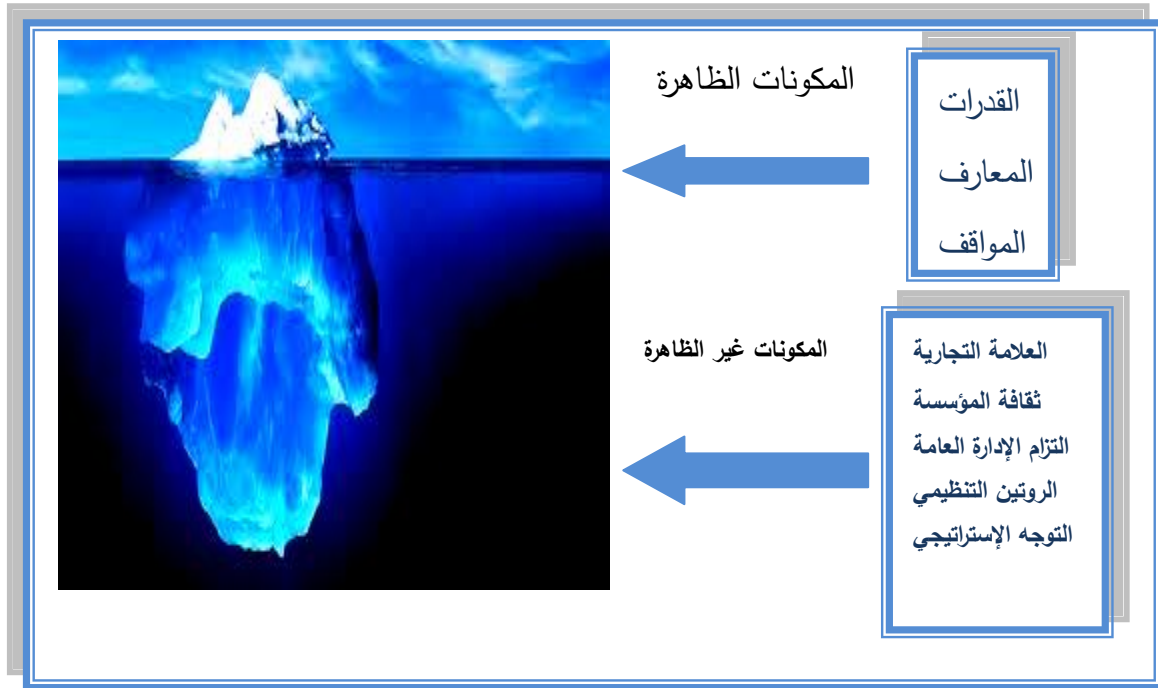 المكونات الظاهرة
القدرات
المعارف
المواقف
المكونات غير الظاهرة
العلامة التجارية
ثقافة المؤسسة
التزام الإدارة العامة
الروتين التنظيمي
التوجه الإستراتيجي